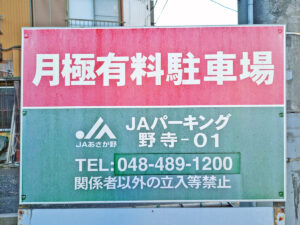 月極有料駐車場
JAパーキング
野寺-01
JAあさか野
TEL:048-489-1200
関係者以外の立入等禁止